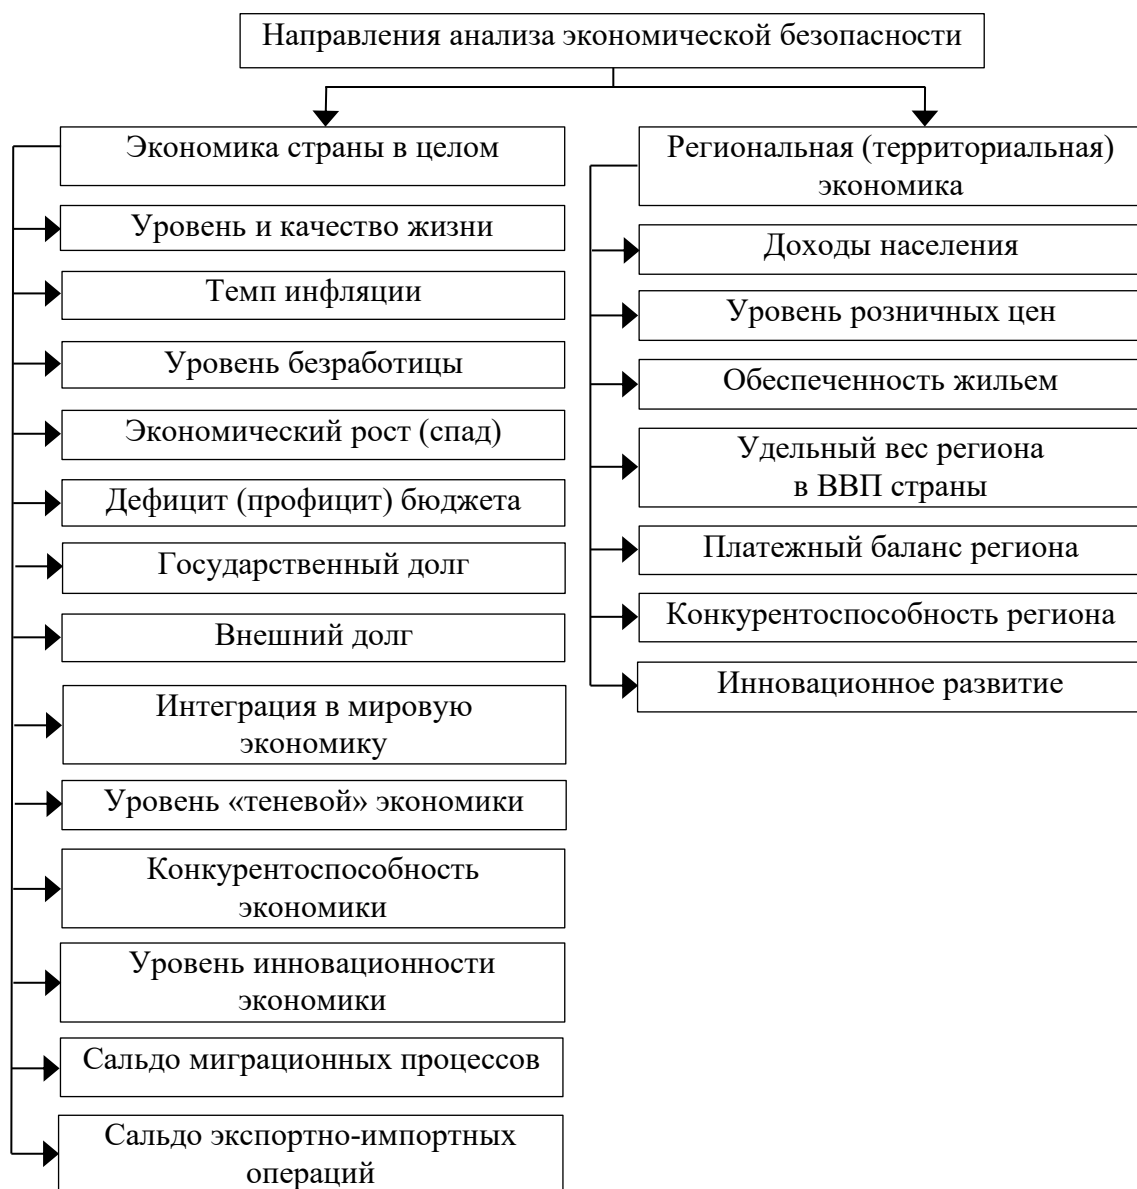 Направления анализа экономической безопасности
Экономика страны в целом
Уровень и качество жизни
Темп инфляции
Уровень безработицы
Экономический рост (спад)
Дефицит (профицит) бюджета
Государственный долг
Внешний долг
Интеграция в мировую
экономику
Уровень «теневой» экономики
Конкурентоспособность
экономики
Уровень инновационности
экономики
Сальдо миграционных процессов
Сальдо экспортно-импортных
операций
Региональная (территориальная)
экономика
Доходы населения
Уровень розничных цен
Обеспеченность жильем
Удельный вес региона
в ВВП страны
Платежный баланс региона
Конкурентоспособность региона
Инновационное развитие